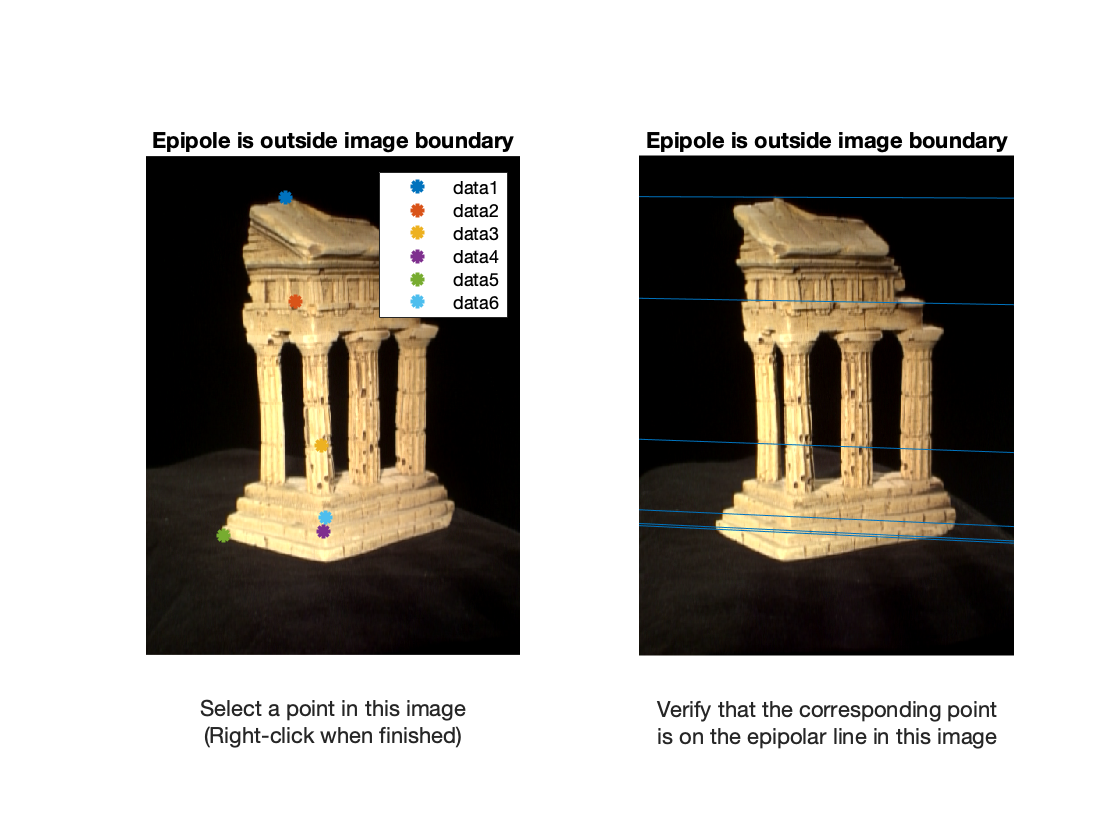 Epipole is outside image boundary
data1
data2
data3
data4
data5
data6
Select a point in this image
(Right-click when finished)
Epipole is outside image boundary
Verify that the corresponding point
is on the epipolar line in this image